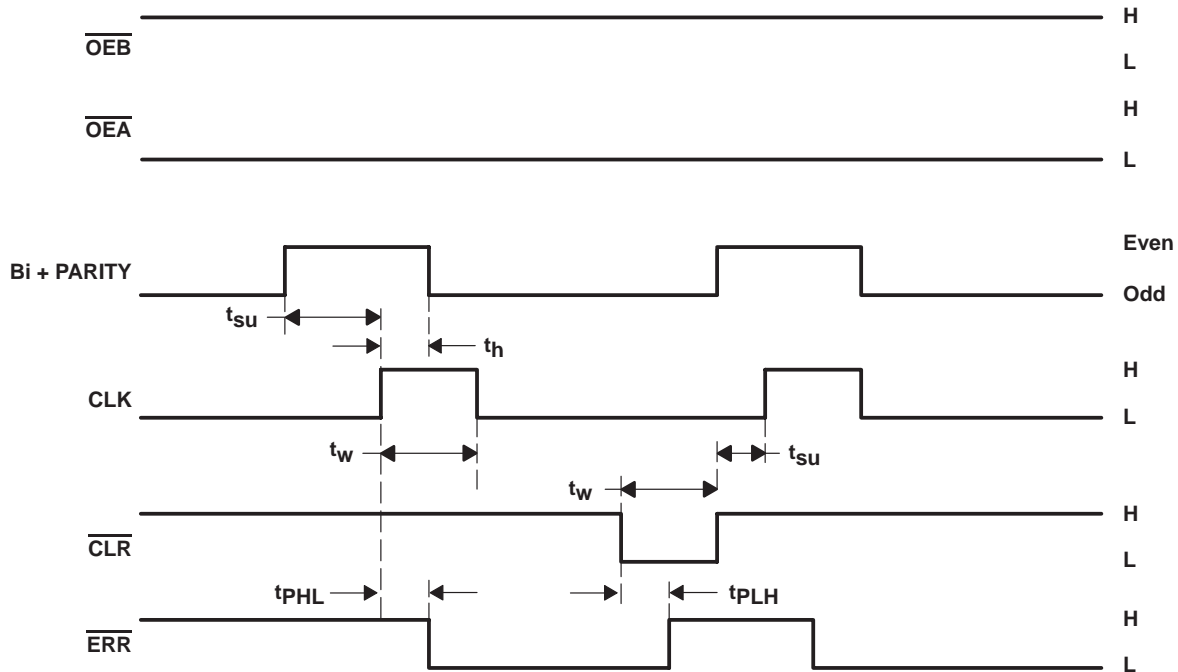 H
OEB
L
H
OEA
L
Even
Bi + PARITY
Odd
tsu
th
H
CLK
L
tw
tsu
tw
H
CLR
L
tPHL
tPLH
H
ERR
L